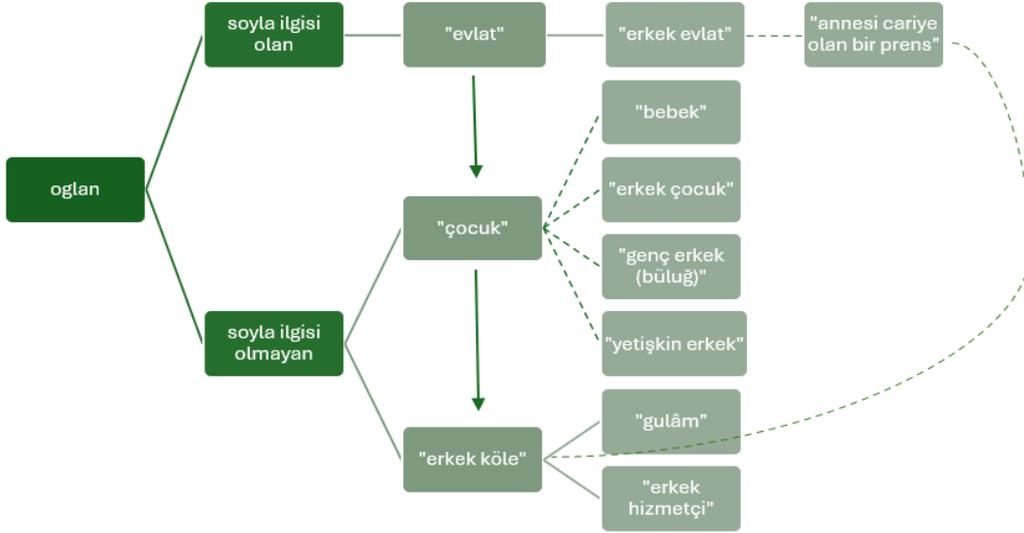 soyla ilgisi
olan
"evlat"
"erkek evlat"
"annesi cariye
olan bir prens"
"bebek"
oglan
"erkek çocuk"
"çocuk"
"genç erkek
(büluğ)"
soyla ilgisi
olmayan
"yetişkin erkek"
"gulâm"
"erkek köle"
"erkek
hizmetçi"